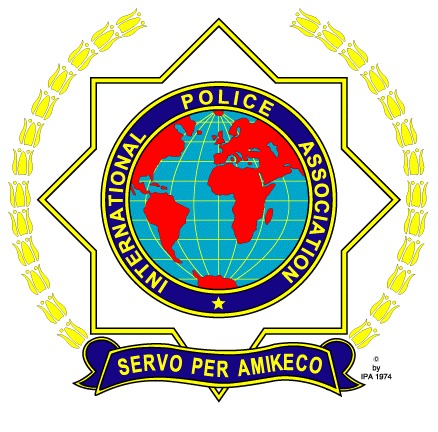 INTERNATIONAL POLICE ASSOCIATION
SERVO PER AMIKECO
©
by
IPA 1974